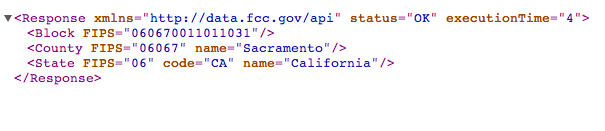 ▼<Response xmlns="http://data.fcc.gov/api" status="OK" executionTime="4">
<Block FIPS="060670011011031"/>
<County FIPS="06067" name="Sacramento"/>
<State FIPS="06" code="CA" name="California"/>
</Response>